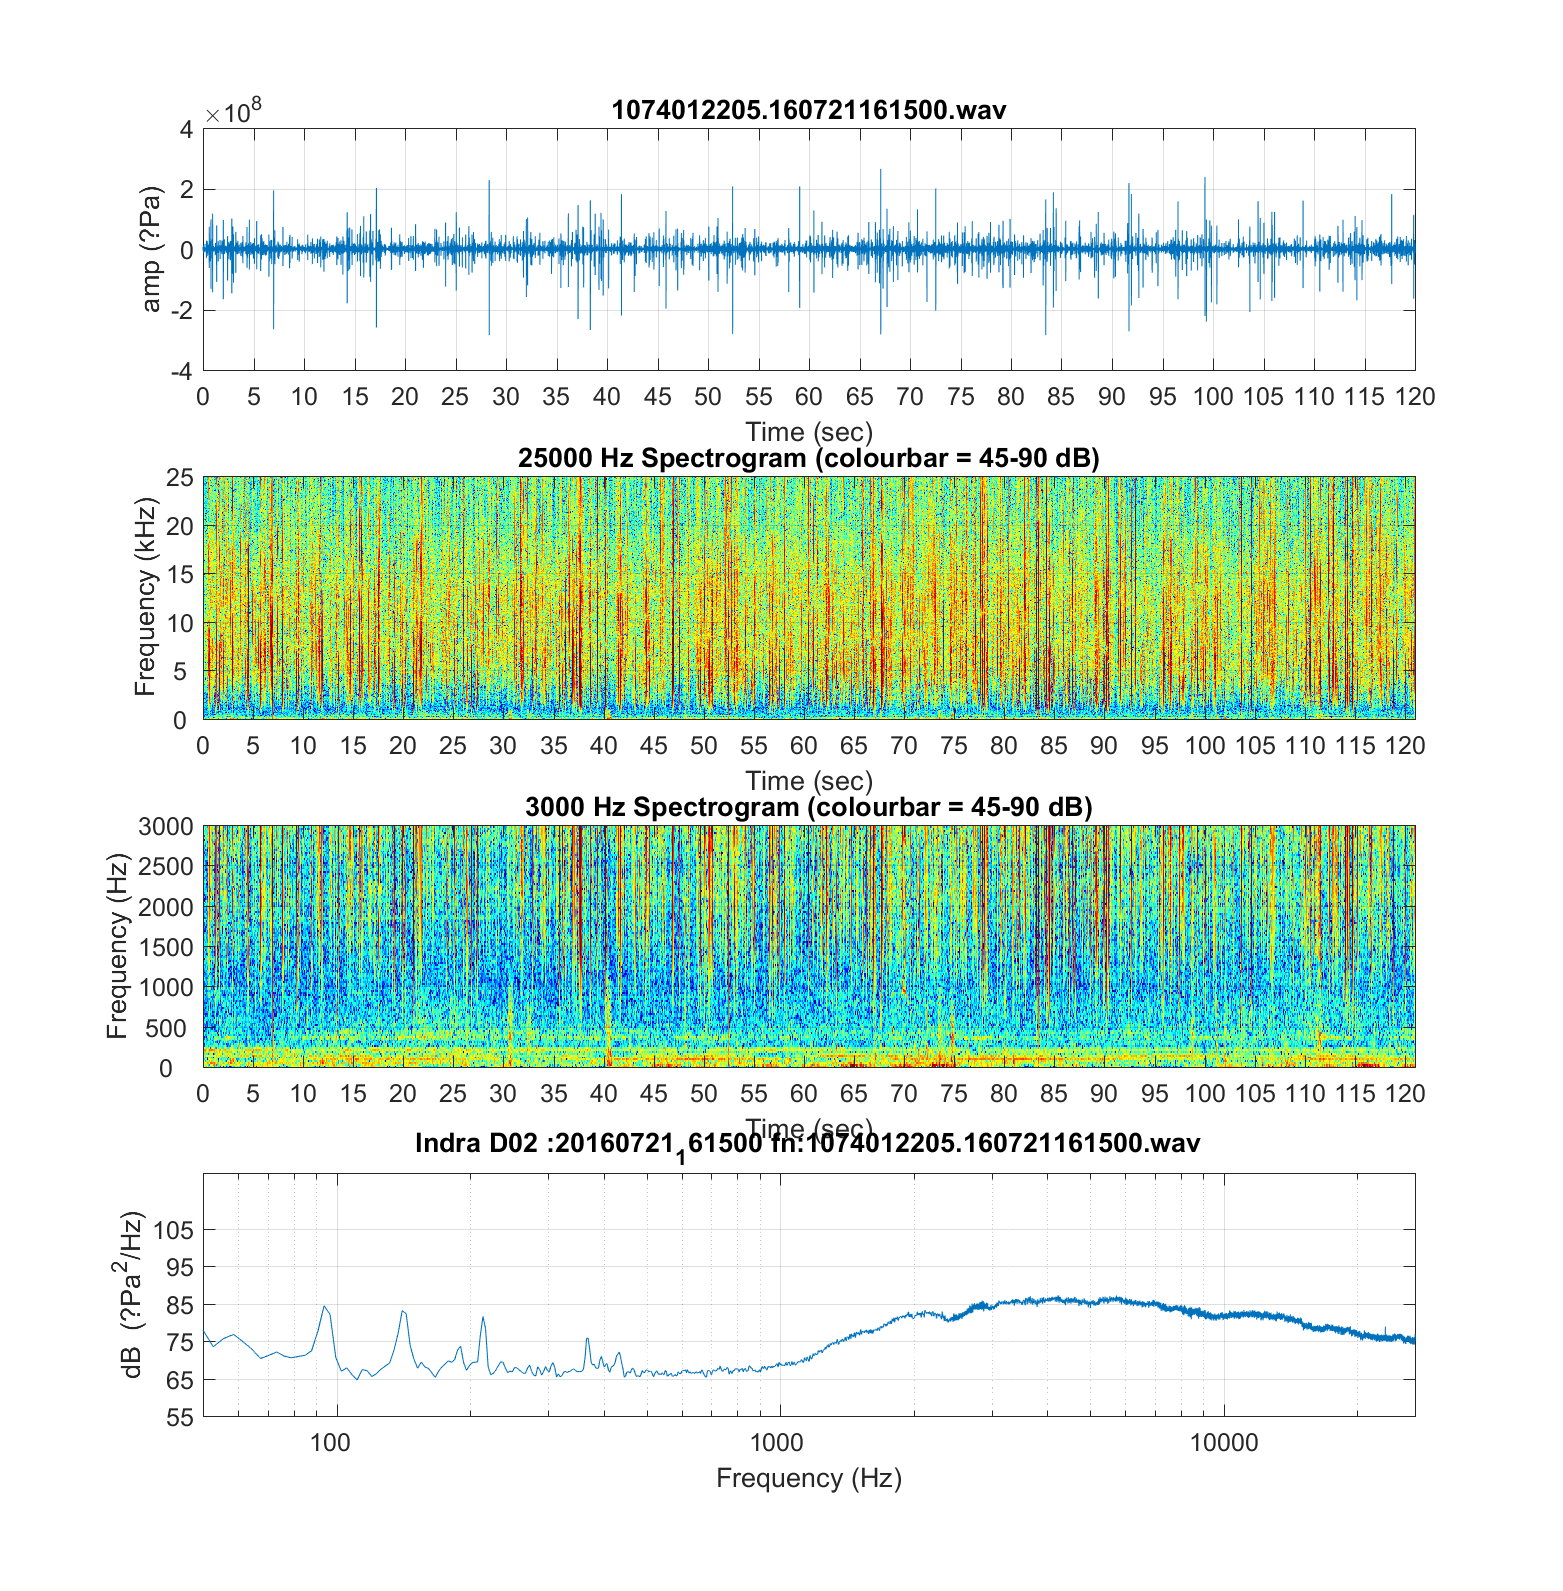 ×10⁸
1074012205.160721161500.wav
4
2
0
-2
-4
amp (?Pa)
0 5 10 15 20 25 30 35 40 45 50 55 60 65 70 75 80 85 90 95 100 105 110 115 120
Time (sec)
25000 Hz Spectrogram (colourbar = 45-90 dB)
25
20
15
10
5
0
Frequency (kHz)
0 5 10 15 20 25 30 35 40 45 50 55 60 65 70 75 80 85 90 95 100 105 110 115 120
Time (sec)
3000 Hz Spectrogram (colourbar = 45-90 dB)
3000
2500
2000
1500
1000
500
0
Frequency (Hz)
0 5 10 15 20 25 30 35 40 45 50 55 60 65 70 75 80 85 90 95 100 105 110 115 120
Time (sec)
Indra D02 :20160721₁61500 fn:1074012205.160721161500.wav
105
95
85
75
65
55
dB (?Pa²/Hz)
100 1000 10000
Frequency (Hz)